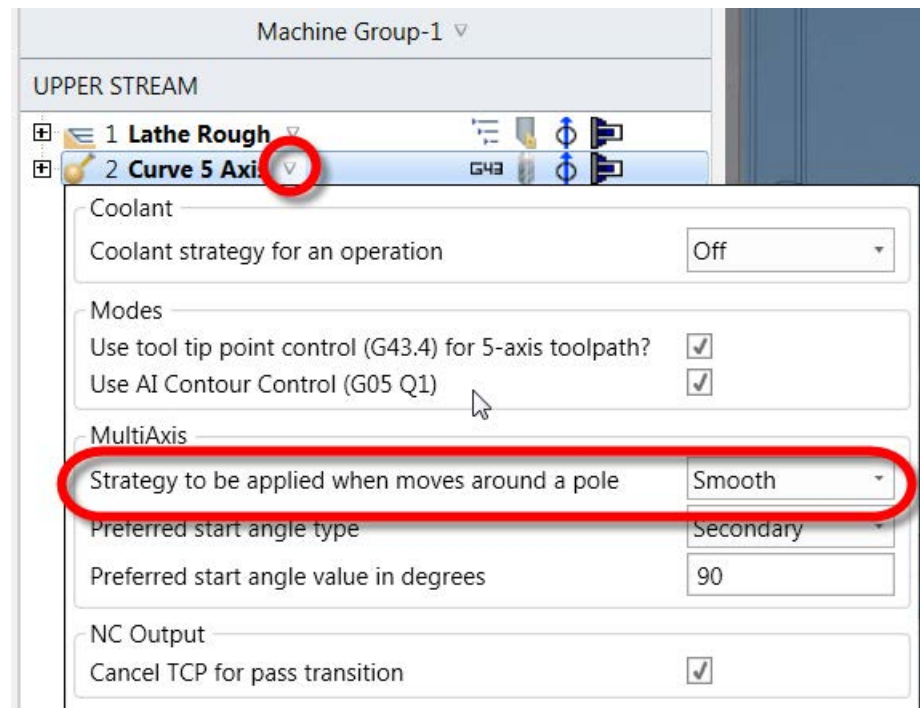 Machine Group-1
UPPER STREAM
1 Lathe Rough
2 Curve 5 Axis G43
Coolant
Coolant strategy for an operation Off
Modes
Use tool tip point control (G43.4) for 5-axis toolpath?
Use AI Contour Control (G05 Q1)
MultiAxis
Strategy to be applied when moves around a pole Smooth
Preferred start angle type Secondary
Preferred start angle value in degrees 90
NC Output
Cancel TCP for pass transition